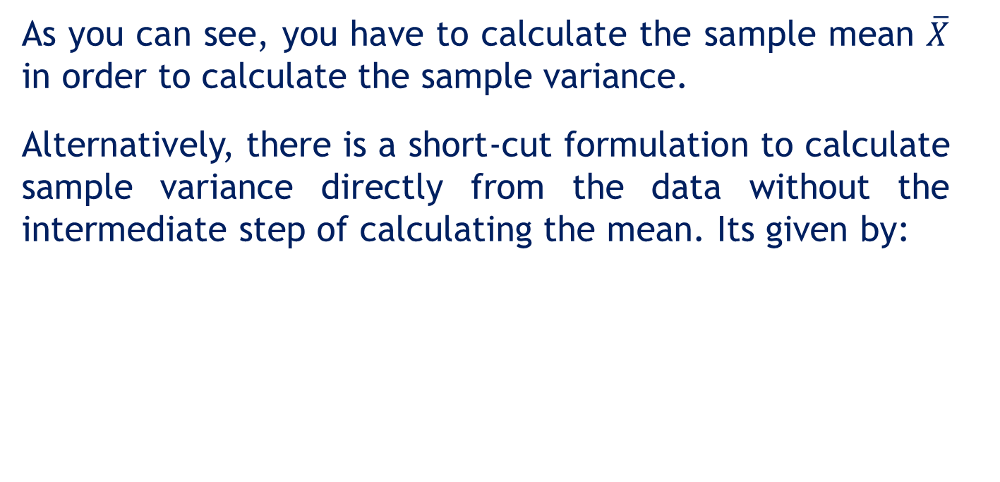 As you can see, you have to calculate the sample mean X̅
in order to calculate the sample variance.
Alternatively, there is a short-cut formulation to calculate
sample variance directly from the data without the
intermediate step of calculating the mean. Its given by: